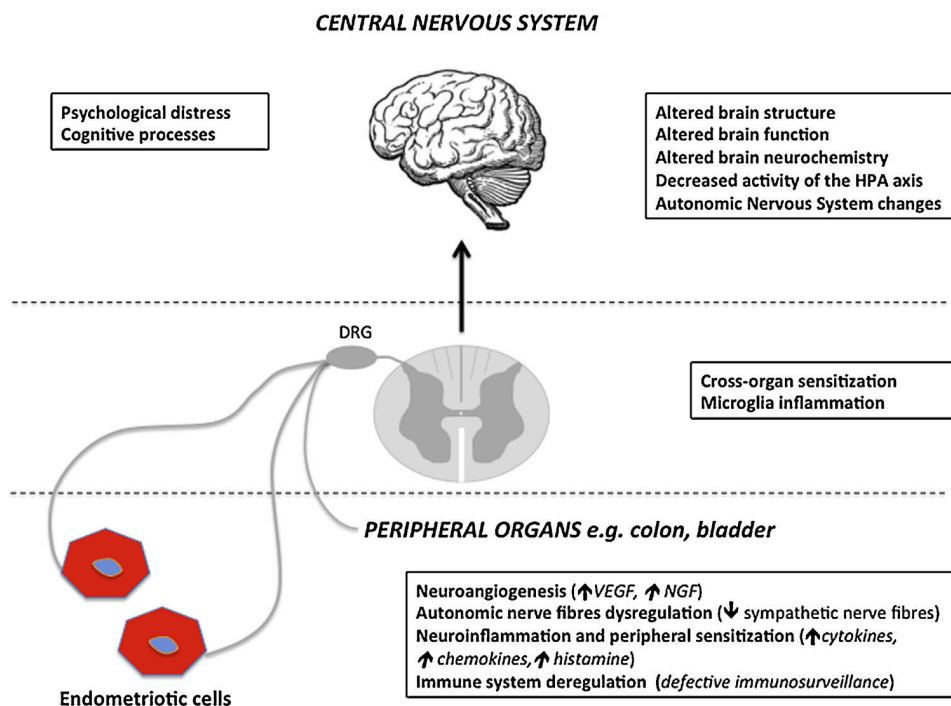 CENTRAL NERVOUS SYSTEM
Psychological distress
Cognitive processes
Altered brain structure
Altered brain function
Altered brain neurochemistry
Decreased activity of the HPA axis
Autonomic Nervous System changes
DRG
Cross-organ sensitization
Microglia inflammation
PERIPHERAL ORGANS e.g. colon, bladder
Neuroangiogenesis (↑VEGF, ↑ NGF)
Autonomic nerve fibres dysregulation (↓ sympathetic nerve fibres)
Neuroinflammation and peripheral sensitization (↑cytokines,
↑ chemokines, ↑ histamine)
Immune system deregulation (defective immunosurveillance)
Endometriotic cells